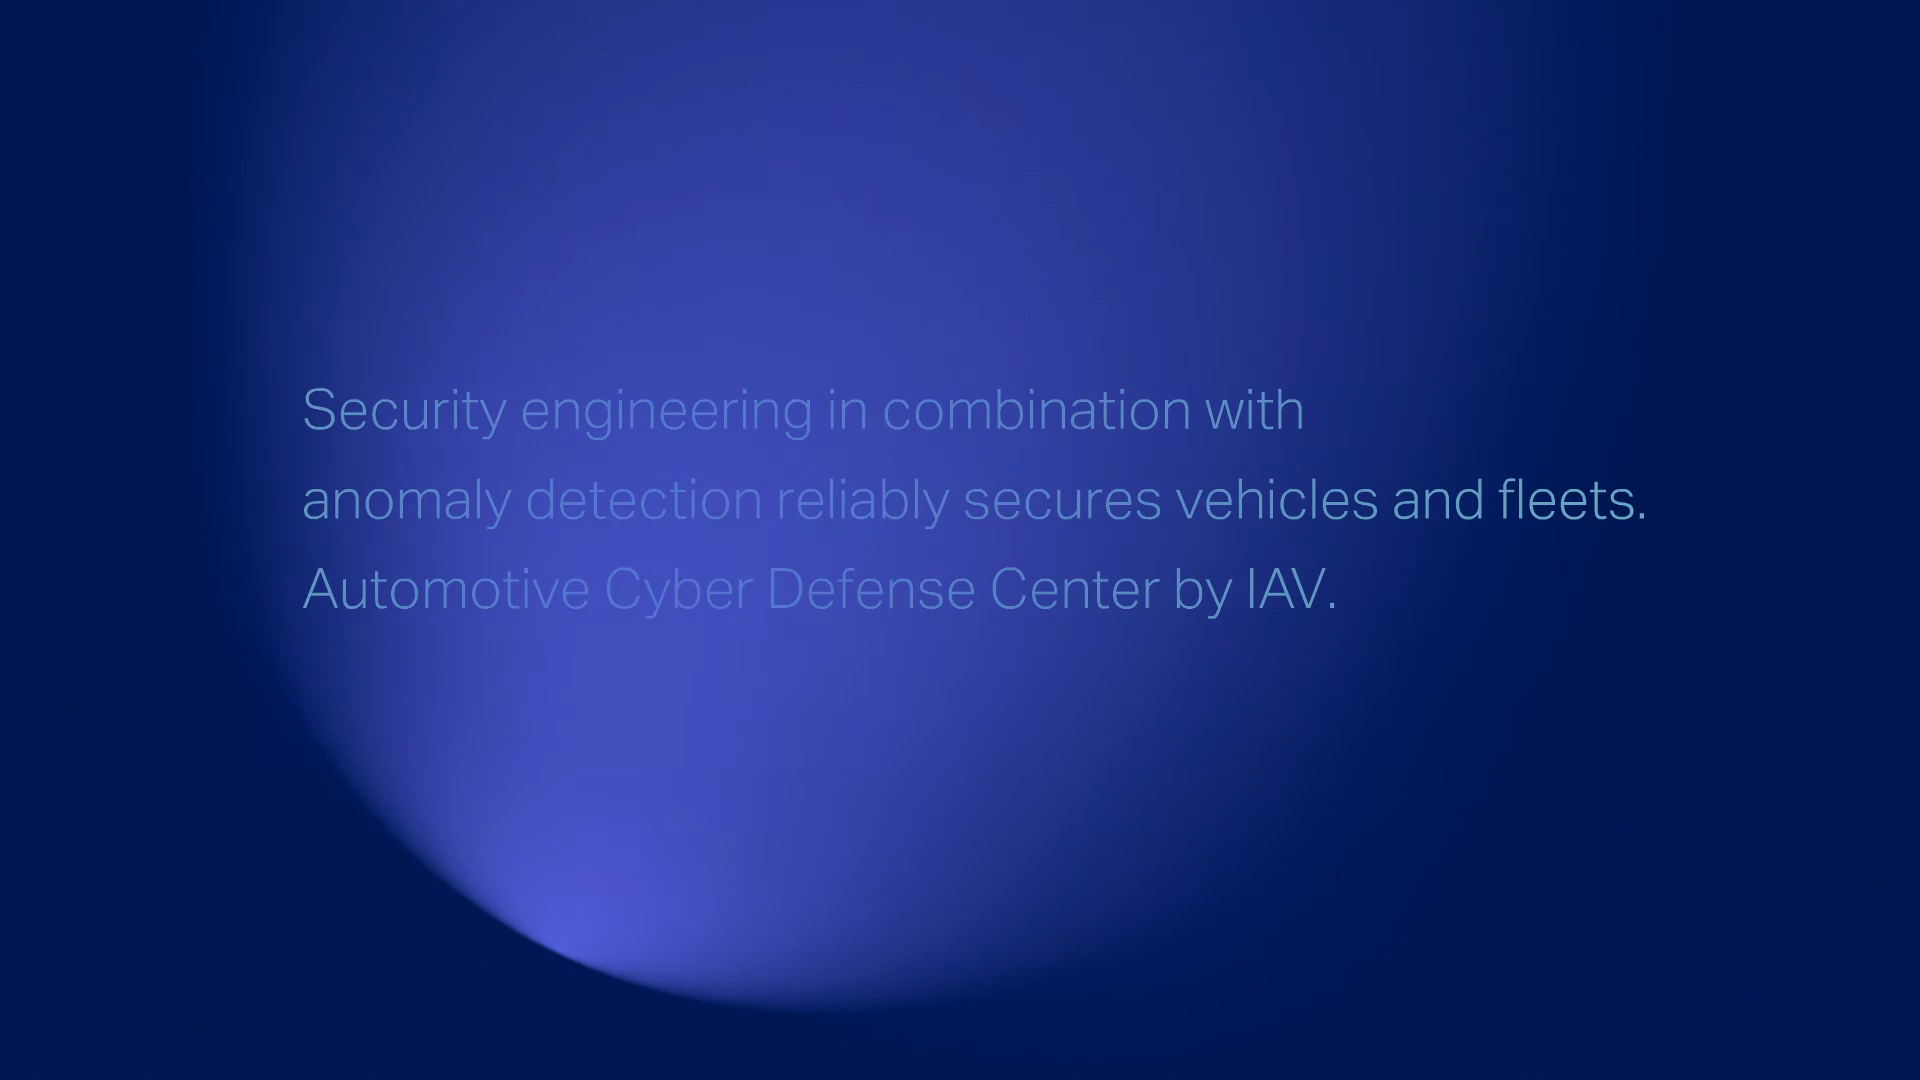 Security engineering in combination with
anomaly detection reliably secures vehicles and fleets.
Automotive Cyber Defense Center by IAV.